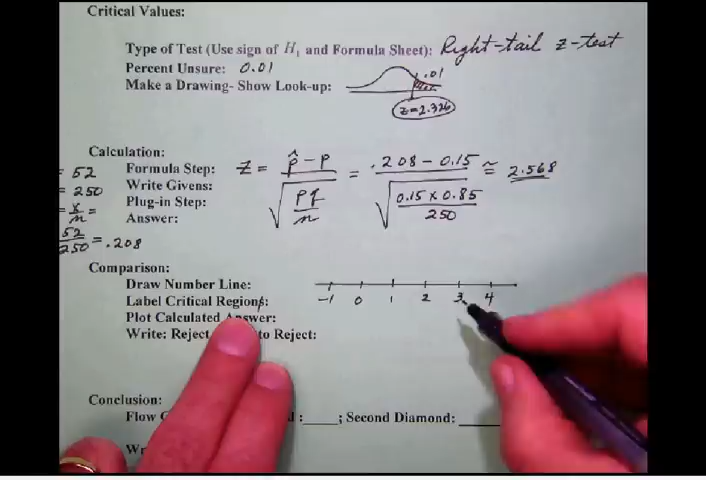 Critical Values:
Type of Test (Use sign of H₁ and Formula Sheet): Right-tail z-test
Percent Unsure: 0.01
Make a Drawing- Show Look-up:
.01
z=2.326
Calculation:
Formula Step: z = p̂ - p / √(pq/n) = .208 - 0.15 / √(0.15 x 0.85/250) ≅ 2.568
Write Givens:
Plug-in Step:
Answer:
= 52
= 250
= x/n =
52/250 = .208
Comparison:
Draw Number Line:
-1 0 1 2 3 4
Label Critical Regions:
Plot Calculated Answer:
Write: Reject to Reject:
Conclusion:
Flow : ; Second Diamond: